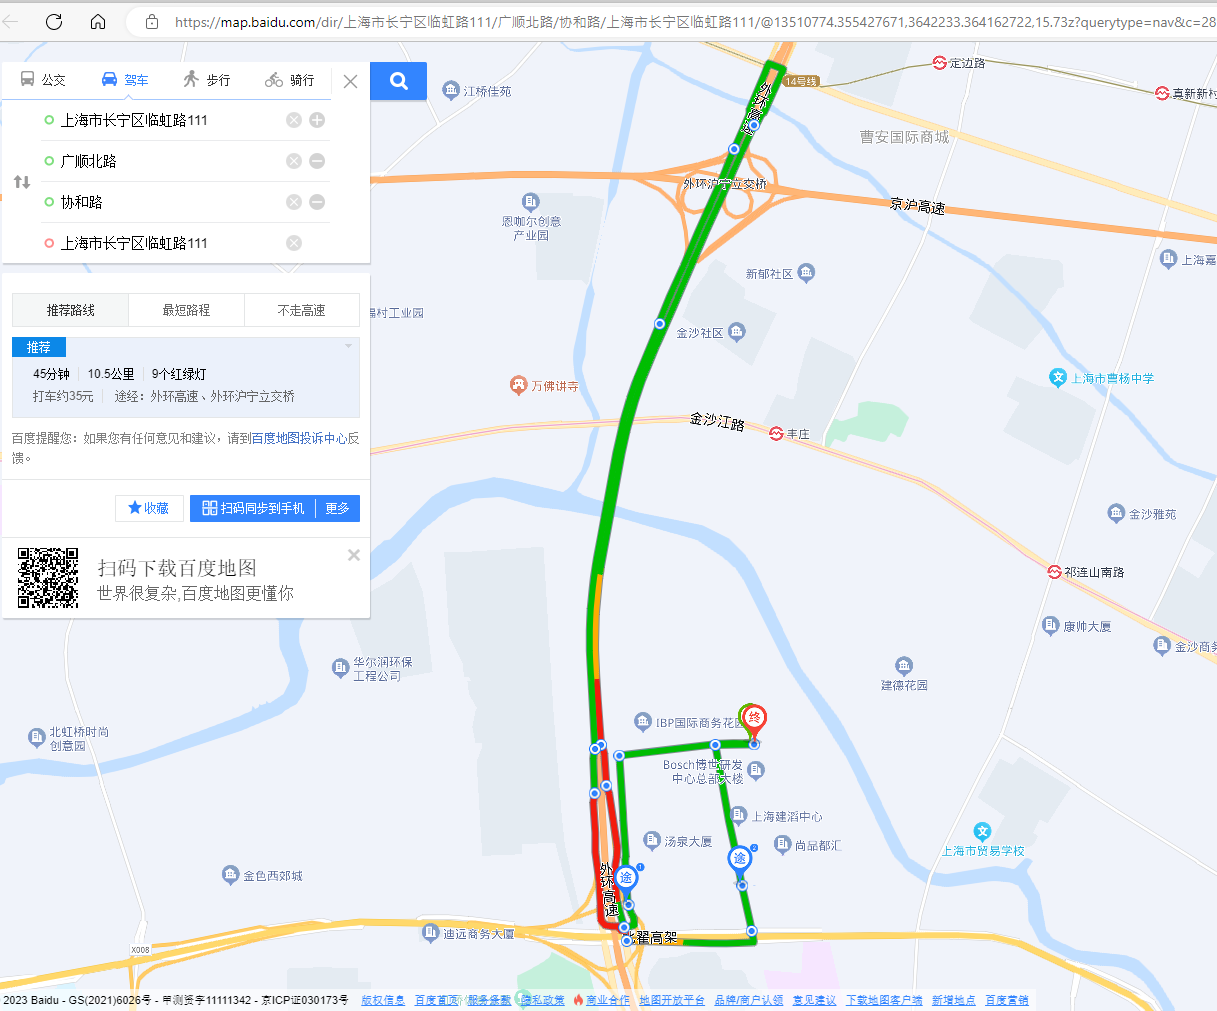 https://map.baidu.com/dir/上海市长宁区临虹路111/广顺北路/协和路/上海市长宁区临虹路111/@13510774.355427671,3642233.364162722,15.73z?querytype=nav&c=28
公交
驾车
步行
骑行
上海市长宁区临虹路111
广顺北路
协和路
上海市长宁区临虹路111
推荐路线
最短路程
不走高速
推荐
45分钟 10.5公里 9个红绿灯
打车约35元 途经：外环高速、外环沪宁立交桥
百度提醒您：如果您有任何意见和建议，请到百度地图投诉中心反
馈。
收藏
扫码同步到手机
更多
扫码下载百度地图
世界很复杂,百度地图更懂你
江桥佳苑
外环高速
14号线
定边路
真新新村
曹安国际商城
外环沪宁立交桥
京沪高速
恩咖尔创意
产业园
新郁社区
上海嘉
村工业园
金沙社区
万佛讲寺
上海市曹杨中学
金沙江路
丰庄
金沙雅苑
祁连山南路
康帅大厦
金沙商务
华尔润环保
工程公司
建德花园
北虹桥时尚
创意园
IBP国际商务花园
终
Bosch博世研发
中心总部大楼
上海建滔中心
汤泉大厦
尚品都汇
上海市贸易学校
途
1
途
2
金色西郊城
外环高速
迪远商务大厦
北翟高架
X008
2023 Baidu - GS(2021)6026号 - 甲测资字11111342 - 京ICP证030173号
版权信息
百度首页
服务条款
隐私政策
商业合作
地图开放平台
品牌/商户认领
意见建议
下载地图客户端
新增地点
百度营销